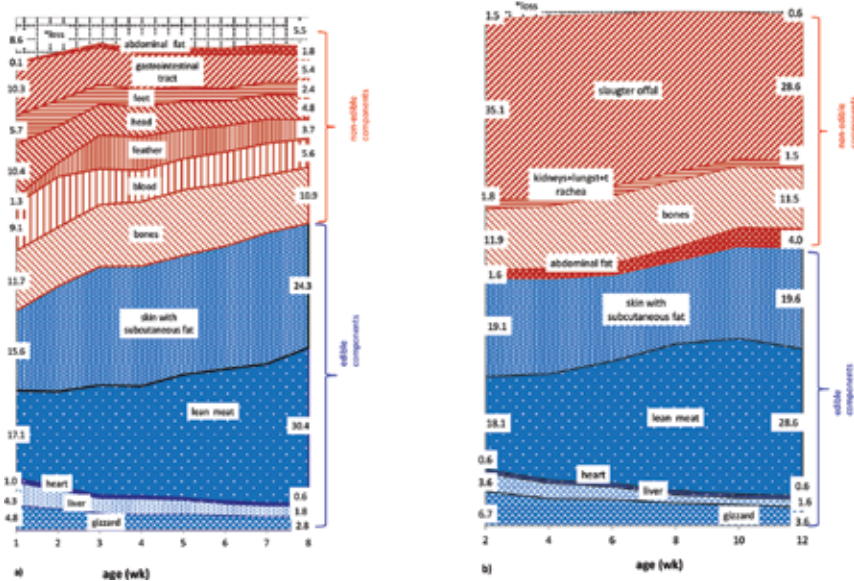 *loss
8.6
5.5
abdominal fat
0.1
1.8
gastrointestinal
tract
5.4
10.3
feet
2.4
head
4.8
5.7
feather
3.7
10.4
blood
5.6
1.3
9.1
bones
10.9
11.7
24.3
skin with
subcutaneous fat
15.6
lean meat
30.4
17.1
1.0
heart
0.6
4.3
liver
1.8
4.8
gizzard
2.8
1 2 3 4 5 6 7 8
a)
age (wk)
non-edible
components
edible
components
*loss
1.5
0.6
slaugter offal
28.6
35.1
kidneys+lungst+t
rachea
1.5
1.8
bones
13.5
11.9
abdominal fat
4.0
1.6
skin with
subcutaneous fat
19.6
19.1
lean meat
28.6
18.1
0.6
heart
0.6
3.6
liver
1.6
6.7
gizzard
3.6
2 4 6 8 10 12
b)
age (wk)
non-edible
components
edible
components